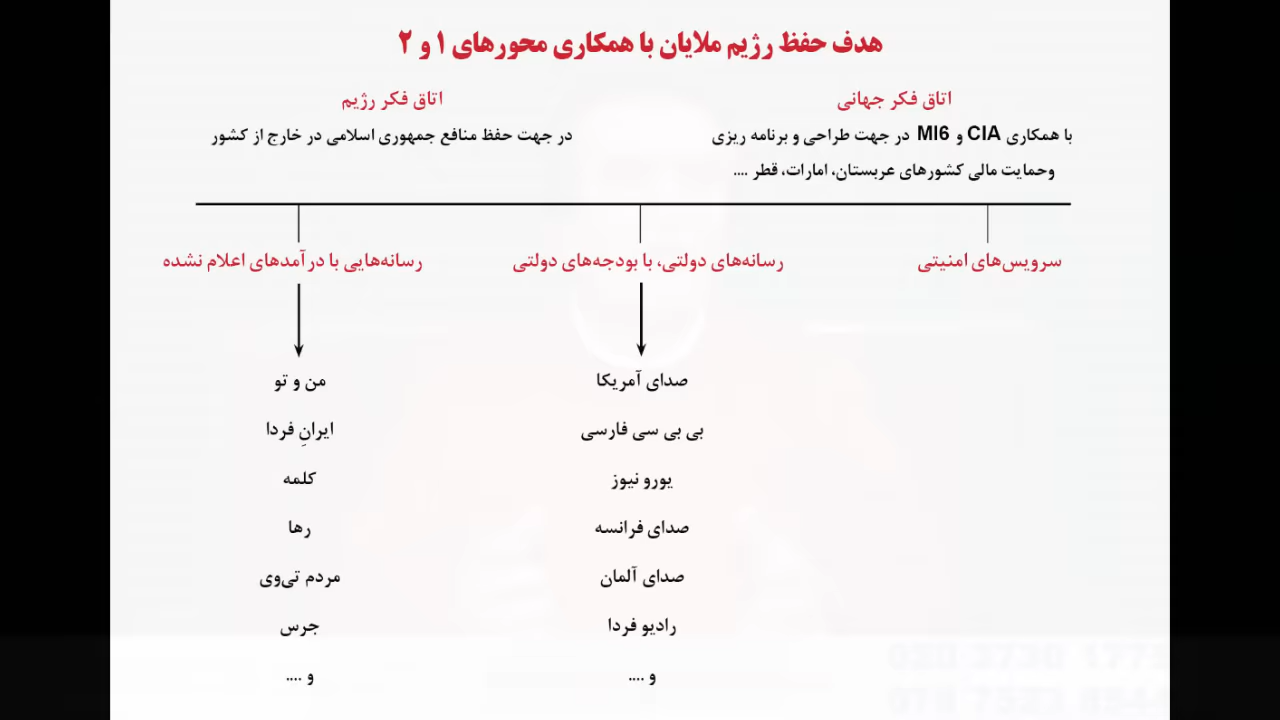 هدف حفظ رژیم ملایان با همکاری محورهای ۱ و ۲
اتاق فکر جهانی
با همکاری CIA و MI6 در جهت طراحی و برنامه ریزی
وحمایت مالی کشورهای عربستان، امارات، قطر ....
اتاق فکر رژیم
در جهت حفظ منافع جمهوری اسلامی در خارج از کشور
سرویس‌های امنیتی
رسانه‌های دولتی، با بودجه‌های دولتی
صدای آمریکا
بی بی سی فارسی
یورو نیوز
صدای فرانسه
صدای آلمان
رادیو فردا
و ....
رسانه‌هایی با درآمدهای اعلام نشده
من و تو
ایرانِ فردا
کلمه
رها
مردم تی‌وی
جرس
و ....